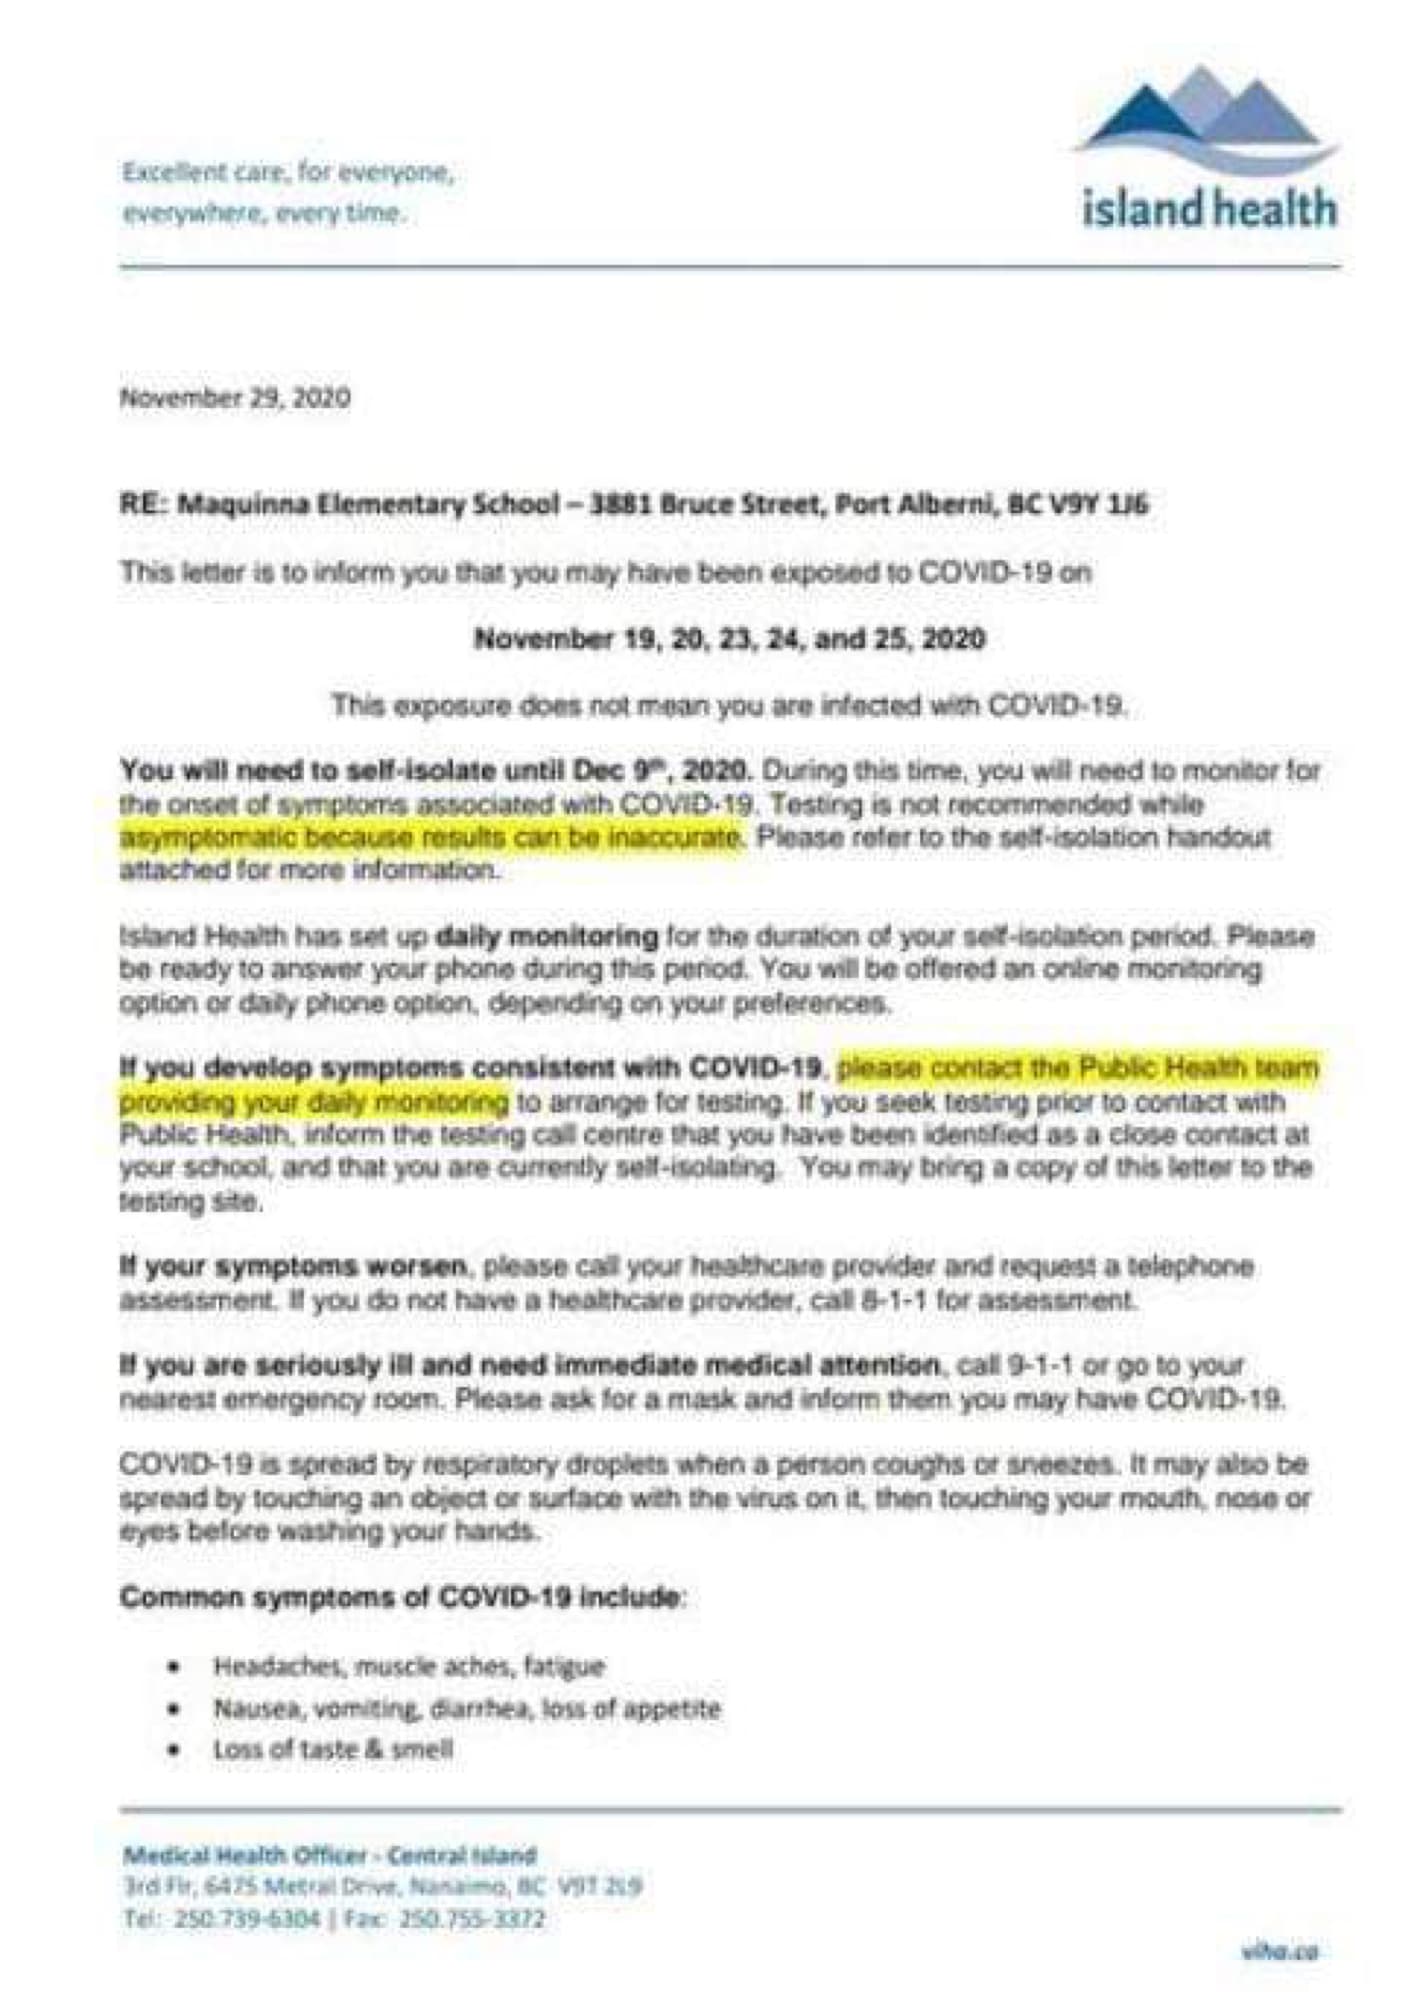 Excellent care, for everyone,
everywhere, every time.
island health
November 29, 2020
RE: Maquinna Elementary School – 3881 Bruce Street, Port Alberni, BC V9Y 1J6
This letter is to inform you that you may have been exposed to COVID-19 on
November 19, 20, 23, 24, and 25, 2020
This exposure does not mean you are infected with COVID-19.
You will need to self-isolate until Dec 9th, 2020. During this time, you will need to monitor for
the onset of symptoms associated with COVID-19. Testing is not recommended while
asymptomatic because results can be inaccurate. Please refer to the self-isolation handout
attached for more information.
Island Health has set up daily monitoring for the duration of your self-isolation period. Please
be ready to answer your phone during this period. You will be offered an online monitoring
option or daily phone option, depending on your preferences.
If you develop symptoms consistent with COVID-19, please contact the Public Health team
providing your daily monitoring to arrange for testing. If you seek testing prior to contact with
Public Health, inform the testing call centre that you have been identified as a close contact at
your school, and that you are currently self-isolating. You may bring a copy of this letter to the
testing site.
If your symptoms worsen, please call your healthcare provider and request a telephone
assessment. If you do not have a healthcare provider, call 8-1-1 for assessment.
If you are seriously ill and need immediate medical attention, call 9-1-1 or go to your
nearest emergency room. Please ask for a mask and inform them you may have COVID-19.
COVID-19 is spread by respiratory droplets when a person coughs or sneezes. It may also be
spread by touching an object or surface with the virus on it, then touching your mouth, nose or
eyes before washing your hands.
Common symptoms of COVID-19 include:
• Headaches, muscle aches, fatigue
• Nausea, vomiting, diarrhea, loss of appetite
• Loss of taste & smell
Medical Health Officer - Central Island
3rd Flr, 6475 Metral Drive, Nanaimo, BC V9T 2L9
Tel: 250.739-6304 | Fax: 250.755-3372
viha.ca